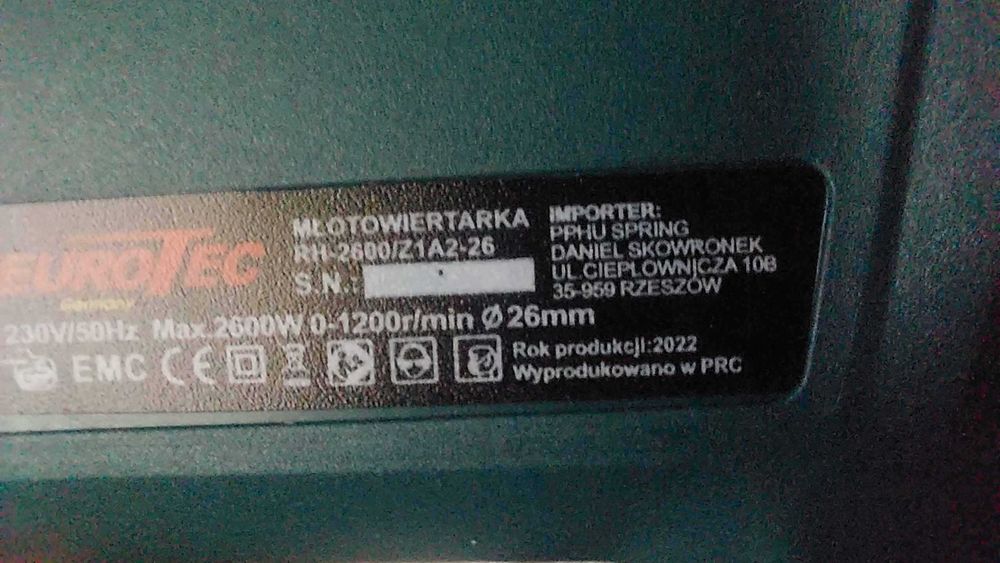 EUROTEC
Germany
MŁOTOWIERTARKA
RH-2600/Z1A2-26
S.N.:
IMPORTER:
PPHU SPRING
DANIEL SKOWRONEK
UL.CIEPŁOWNICZA 10B
35-959 RZESZÓW
230V/50Hz Max.2600W 0-1200r/min Ø26mm
EMC CE
Rok produkcji:2022
Wyprodukowano w PRC